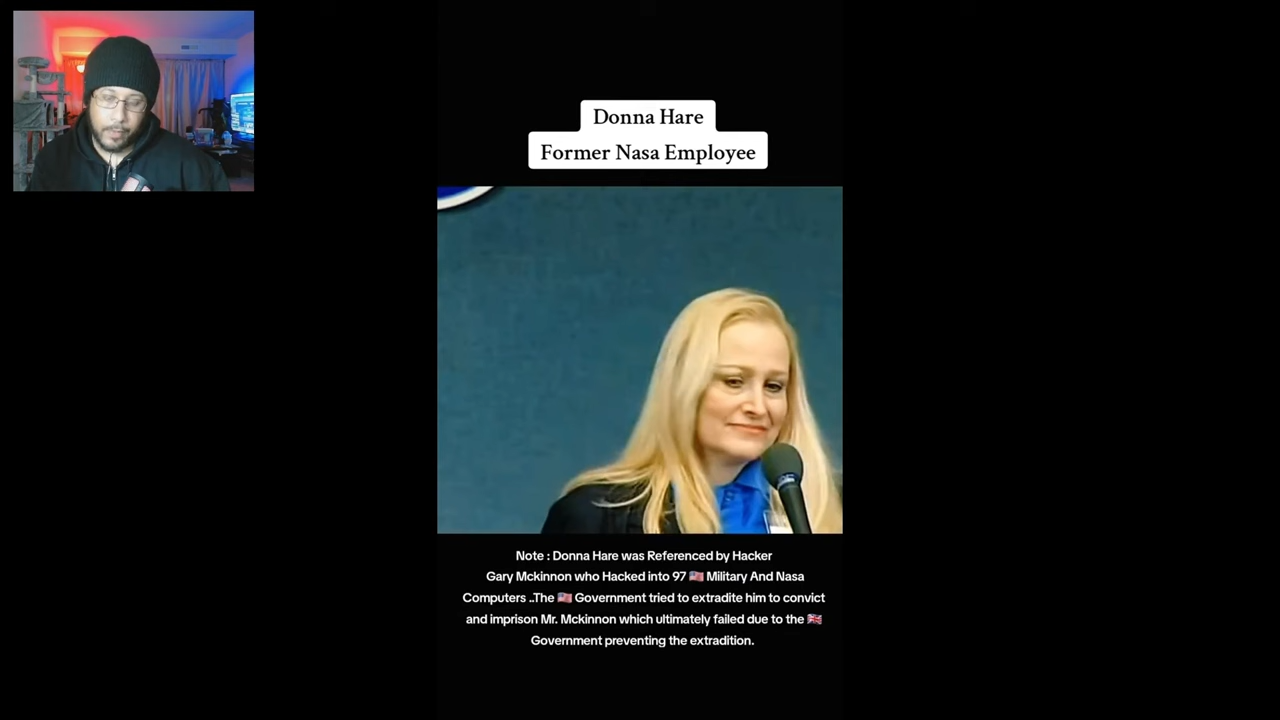 Donna Hare
Former Nasa Employee
Note : Donna Hare was Referenced by Hacker
Gary Mckinnon who Hacked into 97 🇺🇸 Military And Nasa
Computers ..The 🇺🇸 Government tried to extradite him to convict
and imprison Mr. Mckinnon which ultimately failed due to the 🇬🇧
Government preventing the extradition.